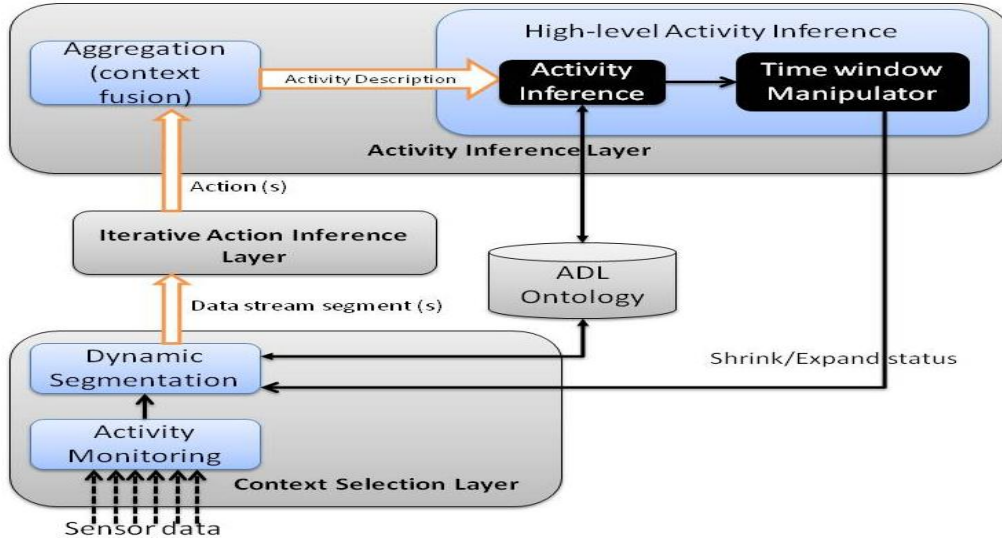 Aggregation
(context
fusion)
Activity Description
High-level Activity Inference
Activity
Inference
Time window
Manipulator
Activity Inference Layer
Action (s)
Iterative Action Inference
Layer
ADL
Ontology
Data stream segment (s)
Dynamic
Segmentation
Shrink/Expand status
Activity
Monitoring
Context Selection Layer
Sensor data